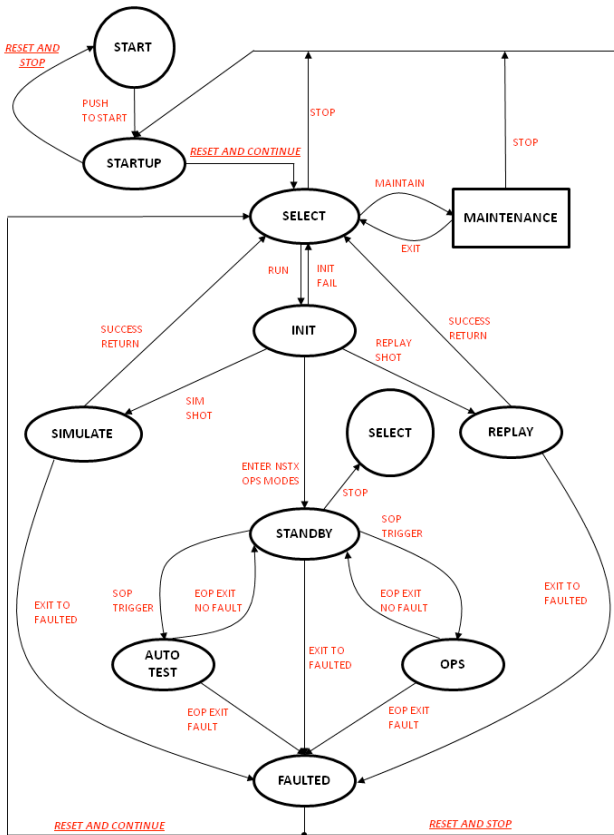 RESET AND
STOP
START
PUSH
TO START
STARTUP
RESET AND CONTINUE
STOP
STOP
SELECT
MAINTAIN
MAINTENANCE
EXIT
RUN
INIT
FAIL
INIT
SUCCESS
RETURN
REPLAY
SHOT
SUCCESS
RETURN
SIM
SHOT
SIMULATE
SELECT
REPLAY
ENTER NSTX
OPS MODES
STOP
STANDBY
SOP
TRIGGER
SOP
TRIGGER
EOP EXIT
NO FAULT
EOP EXIT
NO FAULT
EXIT TO
FAULTED
EXIT TO
FAULTED
AUTO
TEST
EXIT TO
FAULTED
OPS
EOP EXIT
FAULT
EOP EXIT
FAULT
FAULTED
RESET AND CONTINUE
RESET AND STOP